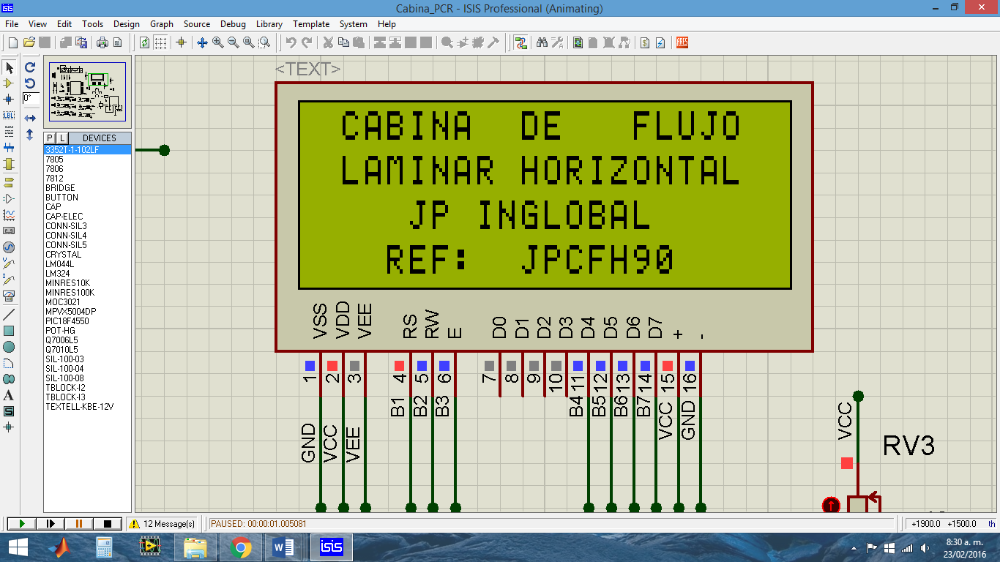 Cabina_PCR - ISIS Professional (Animating)
File View Edit Tools Design Graph Source Debug Library Template System Help
<TEXT>
CABINA DE FLUJO
LAMINAR HORIZONTAL
JP INGLOBAL
REF: JPCFH90
VSS VDD VEE RS RW E D0 D1 D2 D3 D4 D5 D6 D7 + -
1 2 3 4 5 6 7 8 9 10 11 12 13 14 15 16
B1 B2 B3 B4 B5 B6 B7 VCC GND
GND VCC VEE
VCC
RV3
LBL
0°
P L DEVICES
3352T-1-102LF
7805
7806
7812
BRIDGE
BUTTON
CAP
CAP-ELEC
CONN-SIL3
CONN-SIL4
CONN-SIL5
CRYSTAL
LM044L
LM324
MINRES10K
MINRES100K
MOC3021
MPVX5004DP
PIC18F4550
POT-HG
Q7006L5
Q7010L5
SIL-100-03
SIL-100-04
SIL-100-08
TBLOCK-I2
TBLOCK-I3
TEXTELL-KBE-12V
A
S
ARES
12 Message(s) PAUSED: 00:00:01.005081 +1900.0 +1500.0 th
isis
8:30 a. m.
23/02/2016